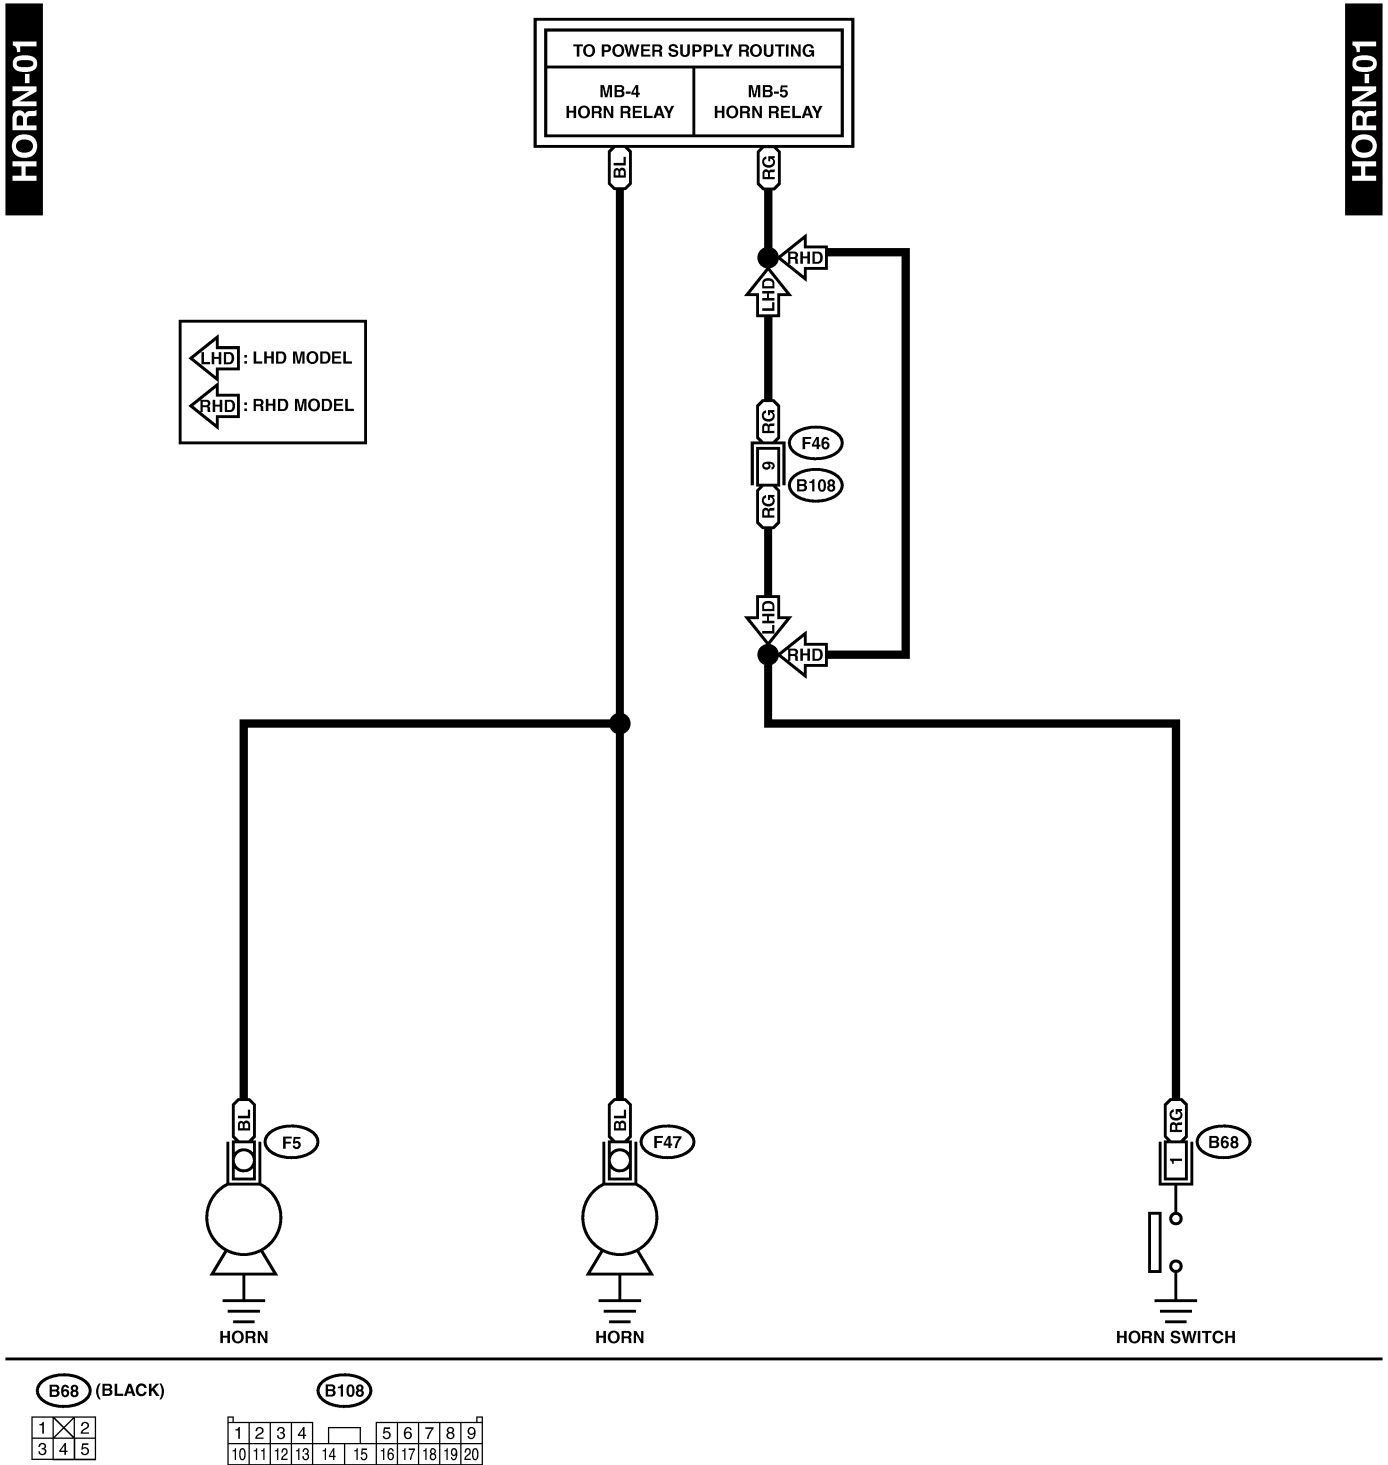 HORN-01
HORN-01
TO POWER SUPPLY ROUTING
MB-4
HORN RELAY
MB-5
HORN RELAY
BL
RG
RHD
LHD
LHD : LHD MODEL
RHD : RHD MODEL
RG
F46
9
B108
RG
LHD
RHD
BL
F5
BL
F47
RG
B68
1
HORN
HORN
HORN SWITCH
B68 (BLACK)
B108
1 2
3 4 5
1 2 3 4 5 6 7 8 9
10 11 12 13 14 15 16 17 18 19 20